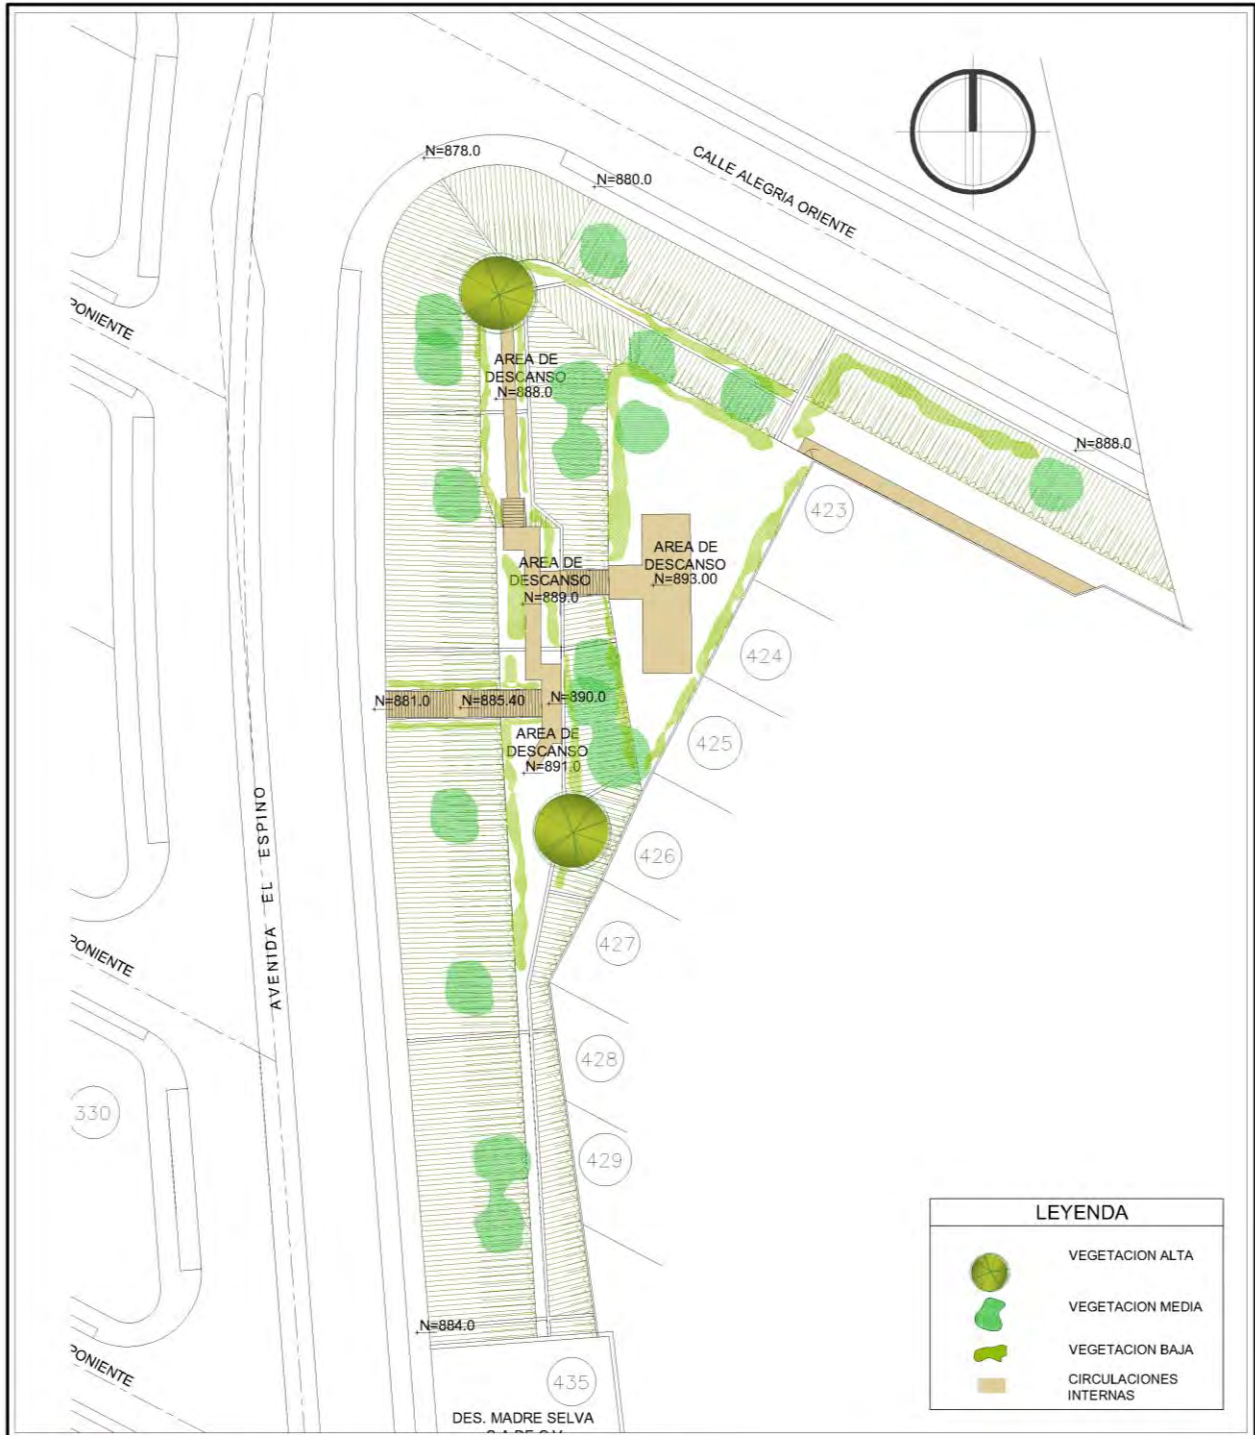 N=878.0
N=880.0
CALLE ALEGRIA ORIENTE
PONIENTE
AREA DE
DESCANSO
N=888.0
N=888.0
423
AREA DE
DESCANSO
N=893.00
AREA DE
DESCANSO
N=889.0
424
N=881.0
N=885.40
N=890.0
425
AREA DE
DESCANSO
N=891.0
AVENIDA EL ESPINO
426
427
PONIENTE
428
330
429
N=884.0
PONIENTE
435
DES. MADRE SELVA
LEYENDA
VEGETACION ALTA
VEGETACION MEDIA
VEGETACION BAJA
CIRCULACIONES
INTERNAS